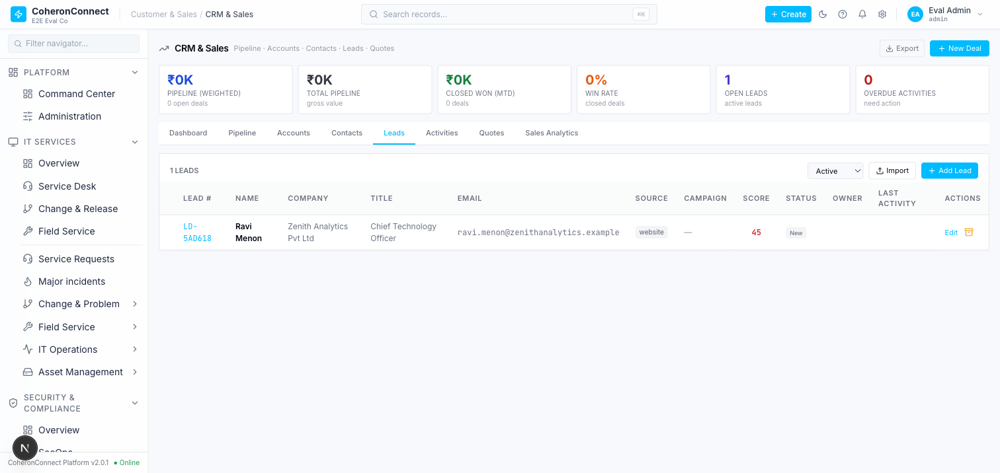 CoheronConnect
E2E Eval Co
Customer & Sales / CRM & Sales
Search records...
⌘K
+ Create
EA
Eval Admin
admin
Filter navigator...
PLATFORM
Command Center
Administration
IT SERVICES
Overview
Service Desk
Change & Release
Field Service
Service Requests
Major incidents
Change & Problem
Field Service
IT Operations
Asset Management
SECURITY &
COMPLIANCE
Overview
SecOps
N
CoheronConnect Platform v2.0.1 ● Online
CRM & Sales Pipeline · Accounts · Contacts · Leads · Quotes
Export
+ New Deal
₹0K
PIPELINE (WEIGHTED)
0 open deals
₹0K
TOTAL PIPELINE
gross value
₹0K
CLOSED WON (MTD)
0 deals
0%
WIN RATE
closed deals
1
OPEN LEADS
active leads
0
OVERDUE ACTIVITIES
need action
Dashboard Pipeline Accounts Contacts Leads Activities Quotes Sales Analytics
1 LEADS
Active
Import
+ Add Lead
LEAD # NAME COMPANY TITLE EMAIL SOURCE CAMPAIGN SCORE STATUS OWNER LAST ACTIVITY ACTIONS
LD-5AD618 Ravi Menon Zenith Analytics Pvt Ltd Chief Technology Officer ravi.menon@zenithanalytics.example website — 45 New Edit